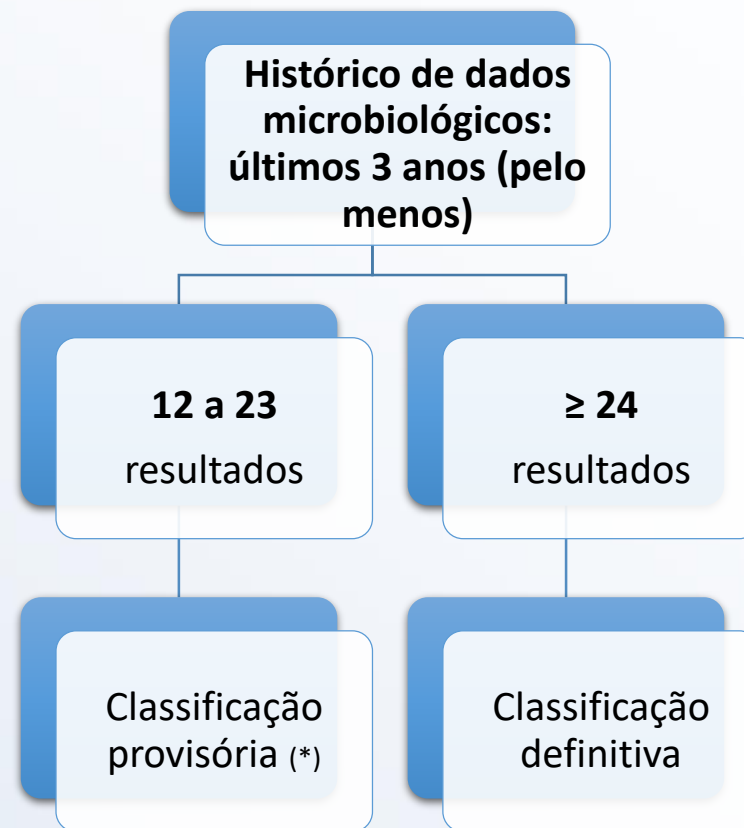 Histórico de dados
microbiológicos:
últimos 3 anos (pelo
menos)
12 a 23
resultados
≥ 24
resultados
Classificação
provisória (*)
Classificação
definitiva